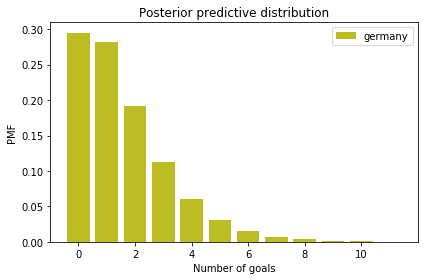 Posterior predictive distribution
germany
PMF
0.30
0.25
0.20
0.15
0.10
0.05
0.00
0 2 4 6 8 10
Number of goals